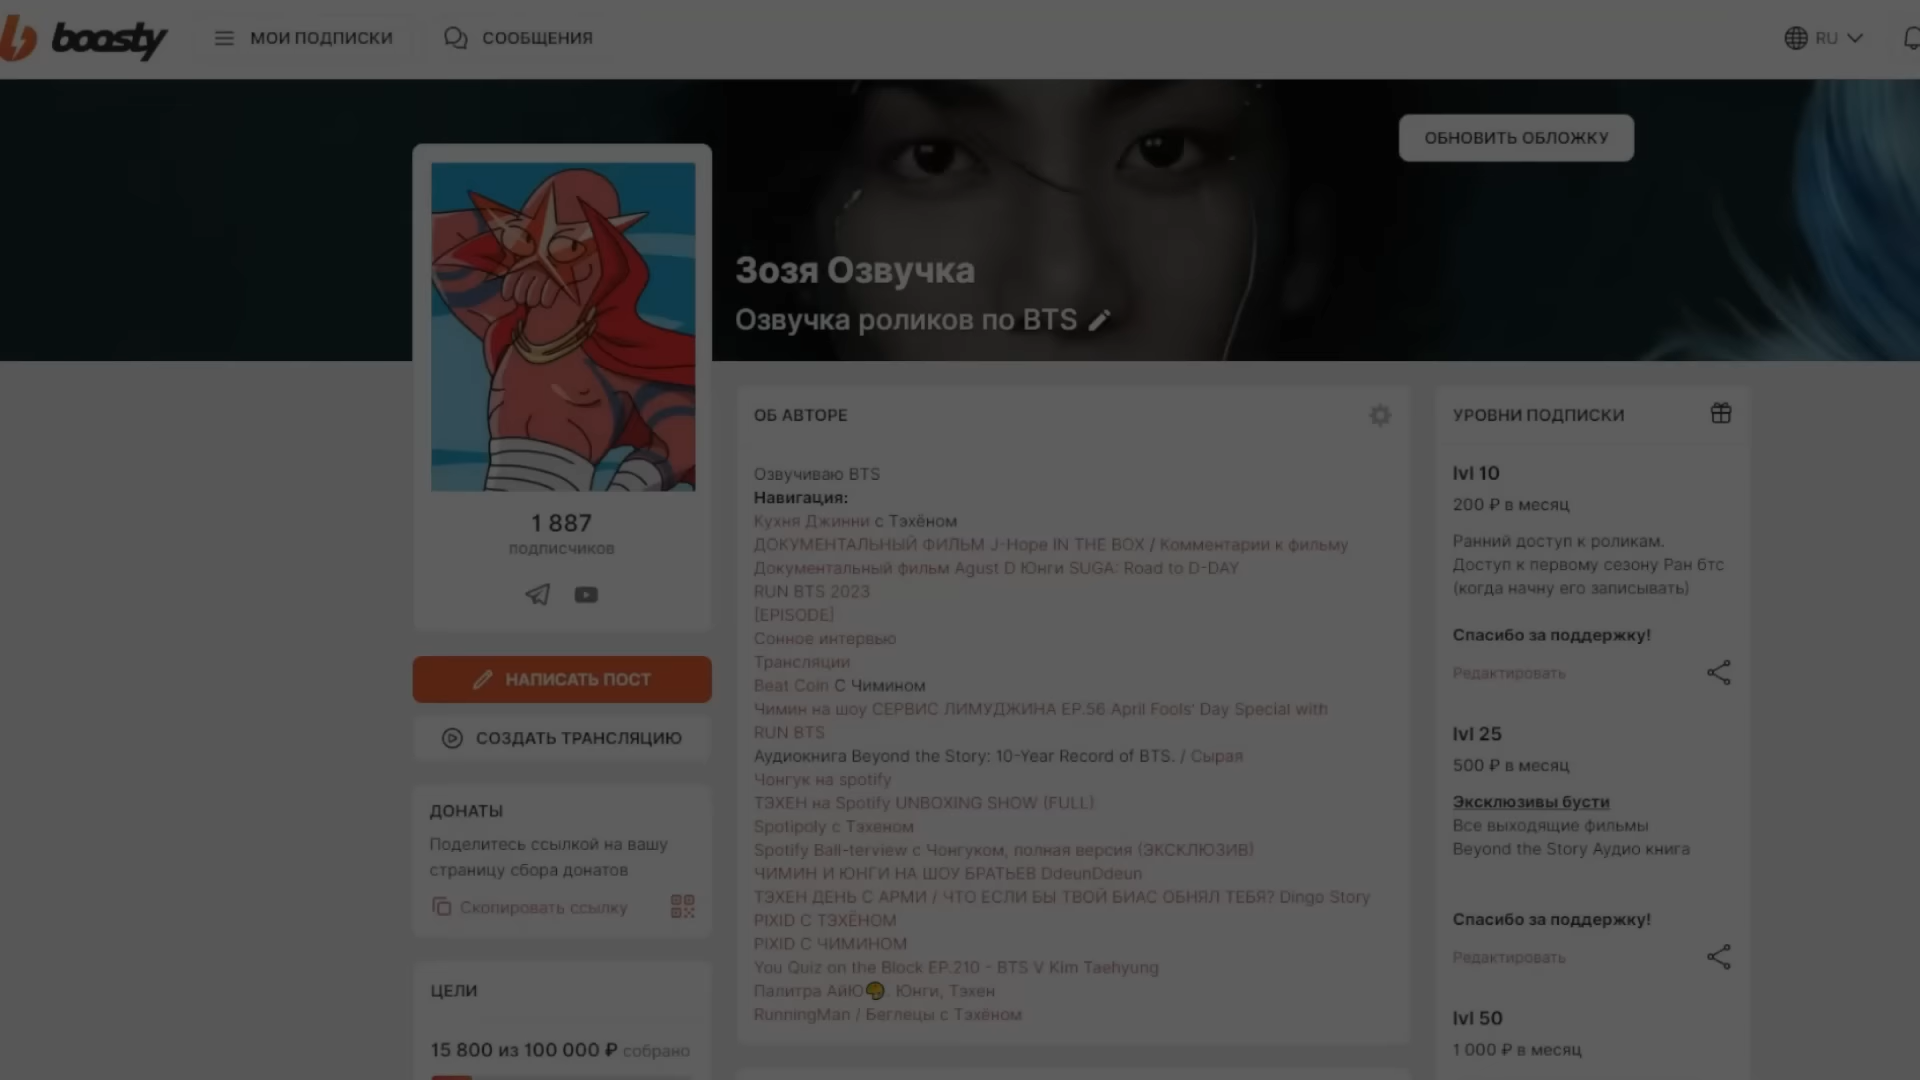 boosty
МОИ ПОДПИСКИ
СООБЩЕНИЯ
RU
ОБНОВИТЬ ОБЛОЖКУ
Зозя Озвучка
Озвучка роликов по BTS
1 887
подписчиков
НАПИСАТЬ ПОСТ
СОЗДАТЬ ТРАНСЛЯЦИЮ
ДОНАТЫ
Поделитесь ссылкой на вашу
страницу сбора донатов
Скопировать ссылку
ЦЕЛИ
15 800 из 100 000 ₽ собрано
ОБ АВТОРЕ
Озвучиваю BTS
Навигация:
Кухня Джинни с Тэхёном
ДОКУМЕНТАЛЬНЫЙ ФИЛЬМ J-Hope IN THE BOX / Комментарии к фильму
Документальный фильм Agust D Юнги SUGA: Road to D-DAY
RUN BTS 2023
[EPISODE]
Сонное интервью
Трансляции
Beat Coin С Чимином
Чимин на шоу СЕРВИС ЛИМУДЖИНА EP.56 April Fools' Day Special with
RUN BTS
Аудиокнига Beyond the Story: 10-Year Record of BTS. / Сырая
Чонгук на spotify
ТЭХЕН на Spotify UNBOXING SHOW (FULL)
Spotipoly с Тэхеном
Spotify Ball-terview с Чонгуком, полная версия (ЭКСКЛЮЗИВ)
ЧИМИН И ЮНГИ НА ШОУ БРАТЬЕВ DdeunDdeun
ТЭХЕН ДЕНЬ С АРМИ / ЧТО ЕСЛИ БЫ ТВОЙ БИАС ОБНЯЛ ТЕБЯ? Dingo Story
PIXID С ТЭХЁНОМ
PIXID С ЧИМИНОМ
You Quiz on the Block EP.210 - BTS V Kim Taehyung
Палитра АйЮ. Юнги, Тэхен
RunningMan / Беглецы с Тэхёном
УРОВНИ ПОДПИСКИ
lvl 10
200 ₽ в месяц
Ранний доступ к роликам.
Доступ к первому сезону Ран бтс
(когда начну его записывать)
Спасибо за поддержку!
Редактировать
lvl 25
500 ₽ в месяц
Эксклюзивы бусти
Все выходящие фильмы
Beyond the Story Аудио книга
Спасибо за поддержку!
Редактировать
lvl 50
1 000 ₽ в месяц